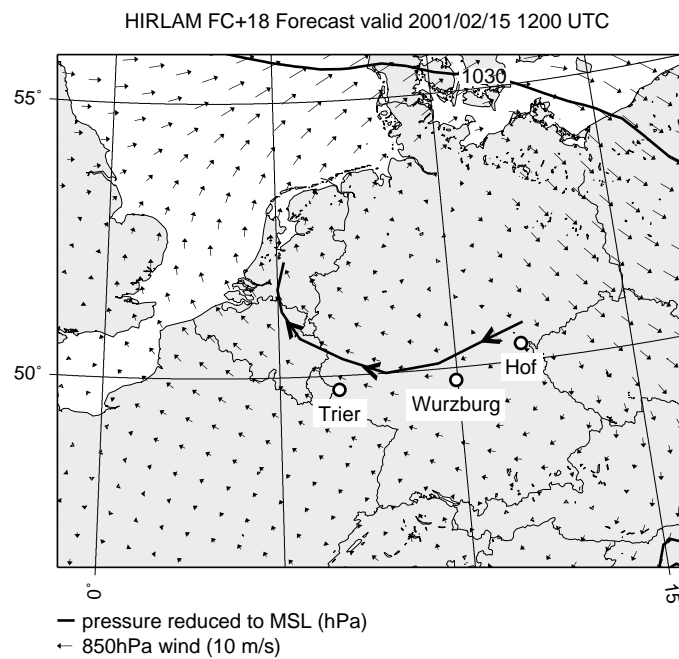 HIRLAM FC+18 Forecast valid 2001/02/15 1200 UTC
1030
55°
50°
Hof
Trier
Wurzburg
0°
15
pressure reduced to MSL (hPa)
850hPa wind (10 m/s)